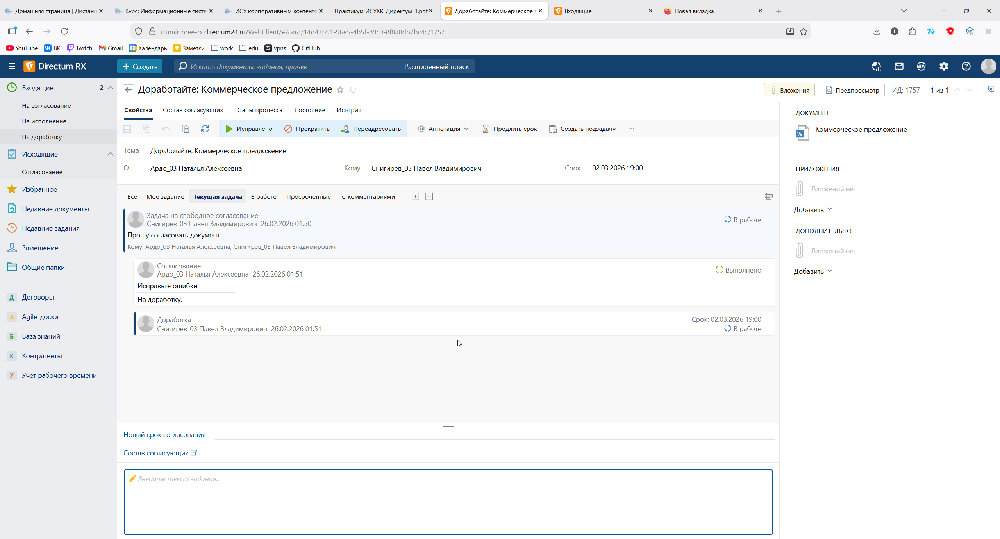 Домашняя страница | Дистанц
Курс: Информационные систе
ИСУ корпоративным контенто
Практикум ИСУКК_Директум_1.pdf
Доработайте: Коммерческое п
Входящие
Новая вкладка
rtumirthree-rx.directum24.ru/WebClient/#/card/14d47b91-96e5-4b5f-89c0-8f8a8db7bc4c/1757
YouTube
ВК
Twitch
Gmail
31 Календарь
Заметки
work
edu
vpns
GitHub
Directum RX
Создать
Искать документы, задания, прочее
Расширенный поиск
NEW
Входящие 2
На согласование
На исполнение
На доработку
Исходящие
Согласование
Избранное
Недавние документы
Недавние задания
Замещение
Общие папки
Д Договоры
А Agile-доски
Б База знаний
К Контрагенты
У Учет рабочего времени
Доработайте: Коммерческое предложение
Вложения
Предпросмотр
ИД: 1757
1 из 1
Свойства
Состав согласующих
Этапы процесса
Состояние
История
Исправлено
Прекратить
Переадресовать
AI Аннотация
Продлить срок
Создать подзадачу
Тема Доработайте: Коммерческое предложение
От Ардо_03 Наталья Алексеевна
Кому Снигирев_03 Павел Владимирович
Срок 02.03.2026 19:00
Все
Мое задание
Текущая задача
В работе
Просроченные
С комментариями
Задача на свободное согласование
Снигирев_03 Павел Владимирович 26.02.2026 01:50
В работе
Прошу согласовать документ.
Кому: Ардо_03 Наталья Алексеевна; Снигирев_03 Павел Владимирович
Согласование
Ардо_03 Наталья Алексеевна 26.02.2026 01:51
Выполнено
Исправьте ошибки
На доработку.
Доработка
Снигирев_03 Павел Владимирович 26.02.2026 01:51
Срок: 02.03.2026 19:00
В работе
Новый срок согласования
Состав согласующих
Введите текст задания...
ДОКУМЕНТ
W Коммерческое предложение
ПРИЛОЖЕНИЯ
Вложений нет
Добавить
ДОПОЛНИТЕЛЬНО
Вложений нет
Добавить